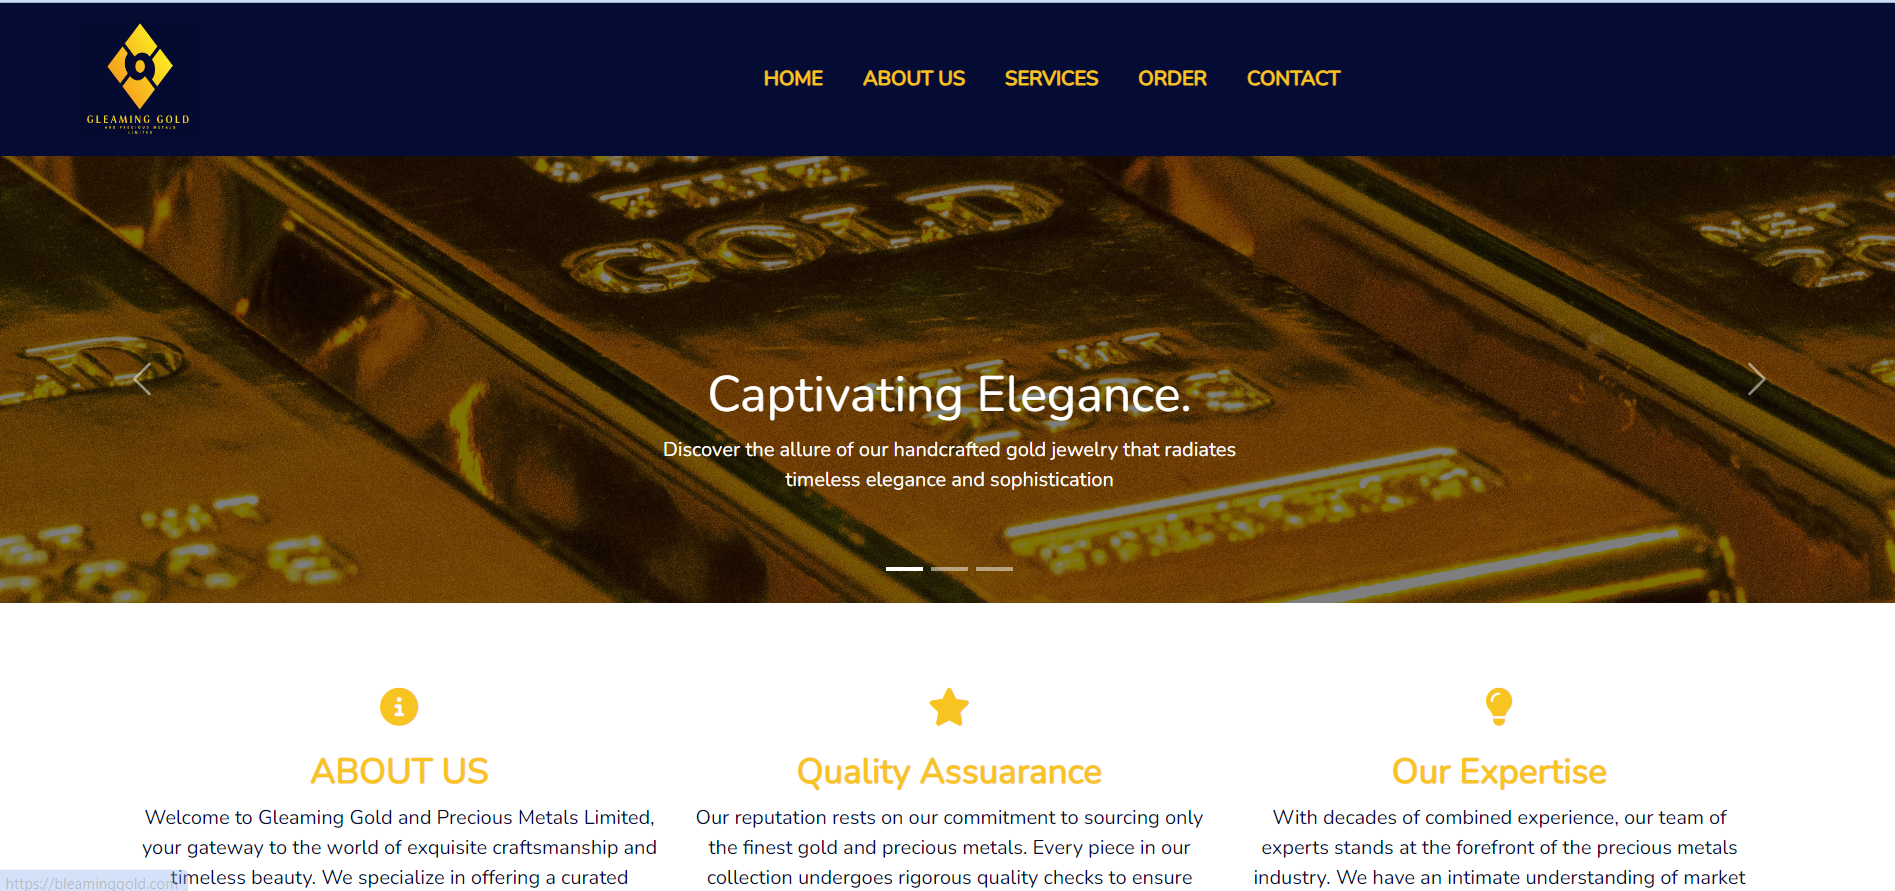 HOME ABOUT US SERVICES ORDER CONTACT
GLEAMING GOLD
AND PRECIOUS METALS
LIMITED
GOLD
Captivating Elegance.
Discover the allure of our handcrafted gold jewelry that radiates
timeless elegance and sophistication
ABOUT US
Welcome to Gleaming Gold and Precious Metals Limited,
your gateway to the world of exquisite craftsmanship and
timeless beauty. We specialize in offering a curated
Quality Assuarance
Our reputation rests on our commitment to sourcing only
the finest gold and precious metals. Every piece in our
collection undergoes rigorous quality checks to ensure
Our Expertise
With decades of combined experience, our team of
experts stands at the forefront of the precious metals
industry. We have an intimate understanding of market
https://bleaminggold.com